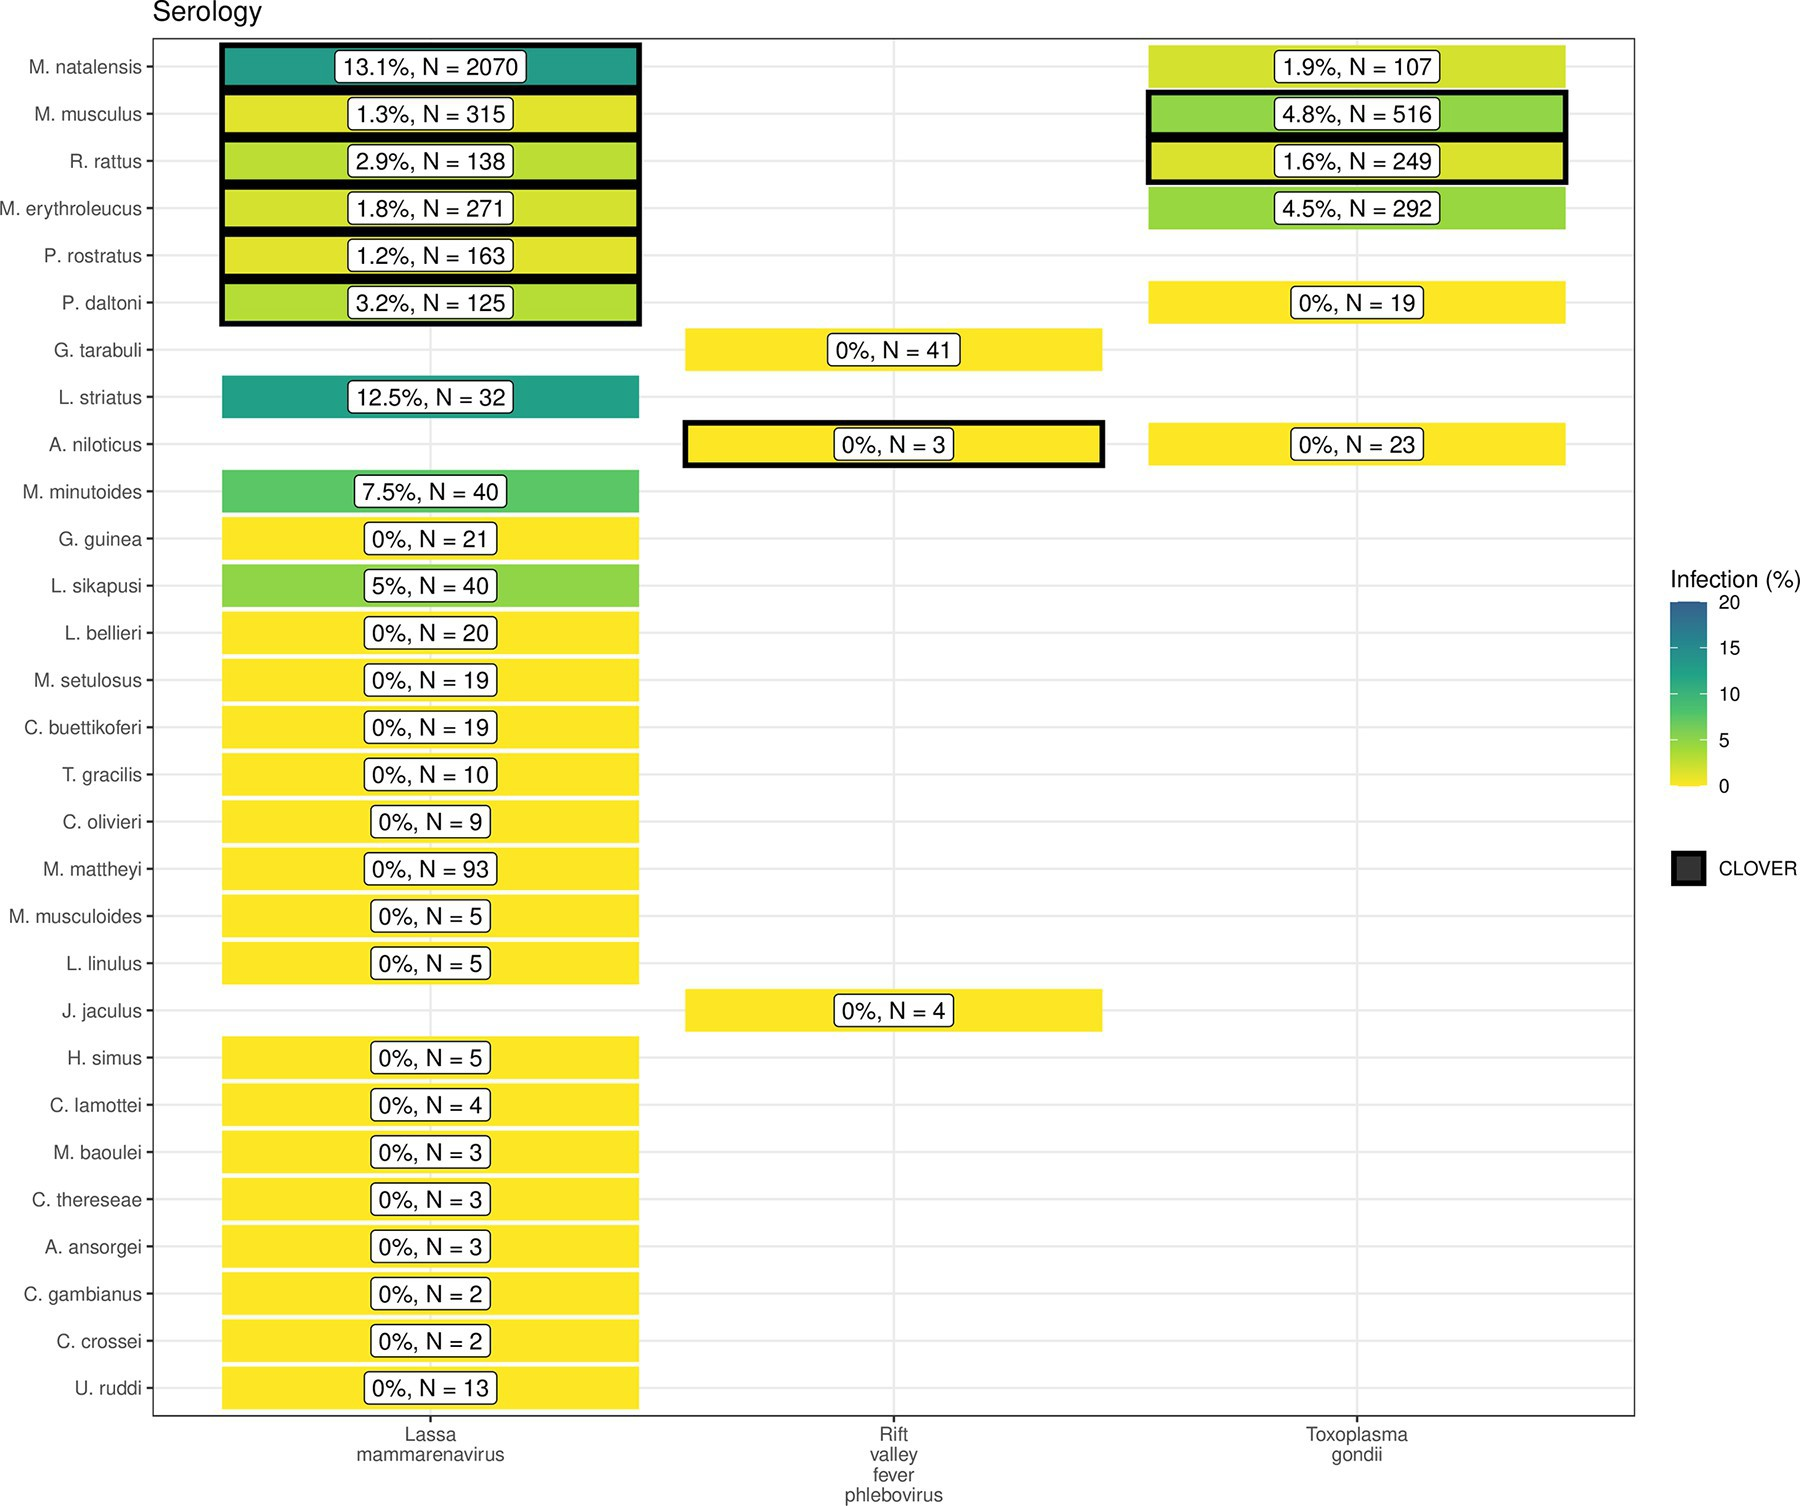 Serology
M. natalensis 13.1%, N = 2070 1.9%, N = 107
M. musculus 1.3%, N = 315 4.8%, N = 516
R. rattus 2.9%, N = 138 1.6%, N = 249
M. erythroleucus 1.8%, N = 271 4.5%, N = 292
P. rostratus 1.2%, N = 163
P. daltoni 3.2%, N = 125 0%, N = 19
G. tarabuli 0%, N = 41
L. striatus 12.5%, N = 32
A. niloticus 0%, N = 3 0%, N = 23
M. minutoides 7.5%, N = 40
G. guinea 0%, N = 21
L. sikapusi 5%, N = 40
L. bellieri 0%, N = 20
M. setulosus 0%, N = 19
C. buettikoferi 0%, N = 19
T. gracilis 0%, N = 10
C. olivieri 0%, N = 9
M. mattheyi 0%, N = 93
M. musculoides 0%, N = 5
L. linulus 0%, N = 5
J. jaculus 0%, N = 4
H. simus 0%, N = 5
C. lamottei 0%, N = 4
M. baoulei 0%, N = 3
C. thereseae 0%, N = 3
A. ansorgei 0%, N = 3
C. gambianus 0%, N = 2
C. crossei 0%, N = 2
U. ruddi 0%, N = 13
Lassa
mammarenavirus
Rift
valley
fever
phlebovirus
Toxoplasma
gondii
Infection (%)
20
15
10
5
0
CLOVER